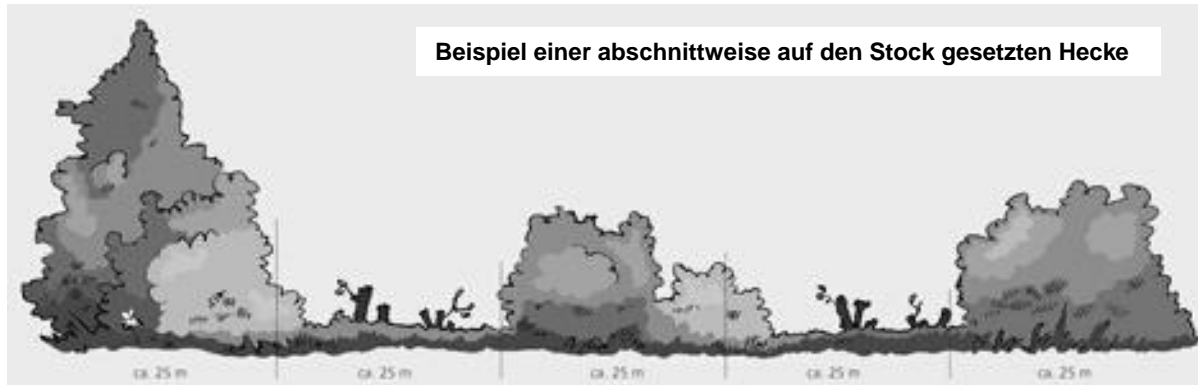 Beispiel einer abschnittweise auf den Stock gesetzten Hecke
ca. 25 m ca. 25 m ca. 25 m ca. 25 m ca. 25 m